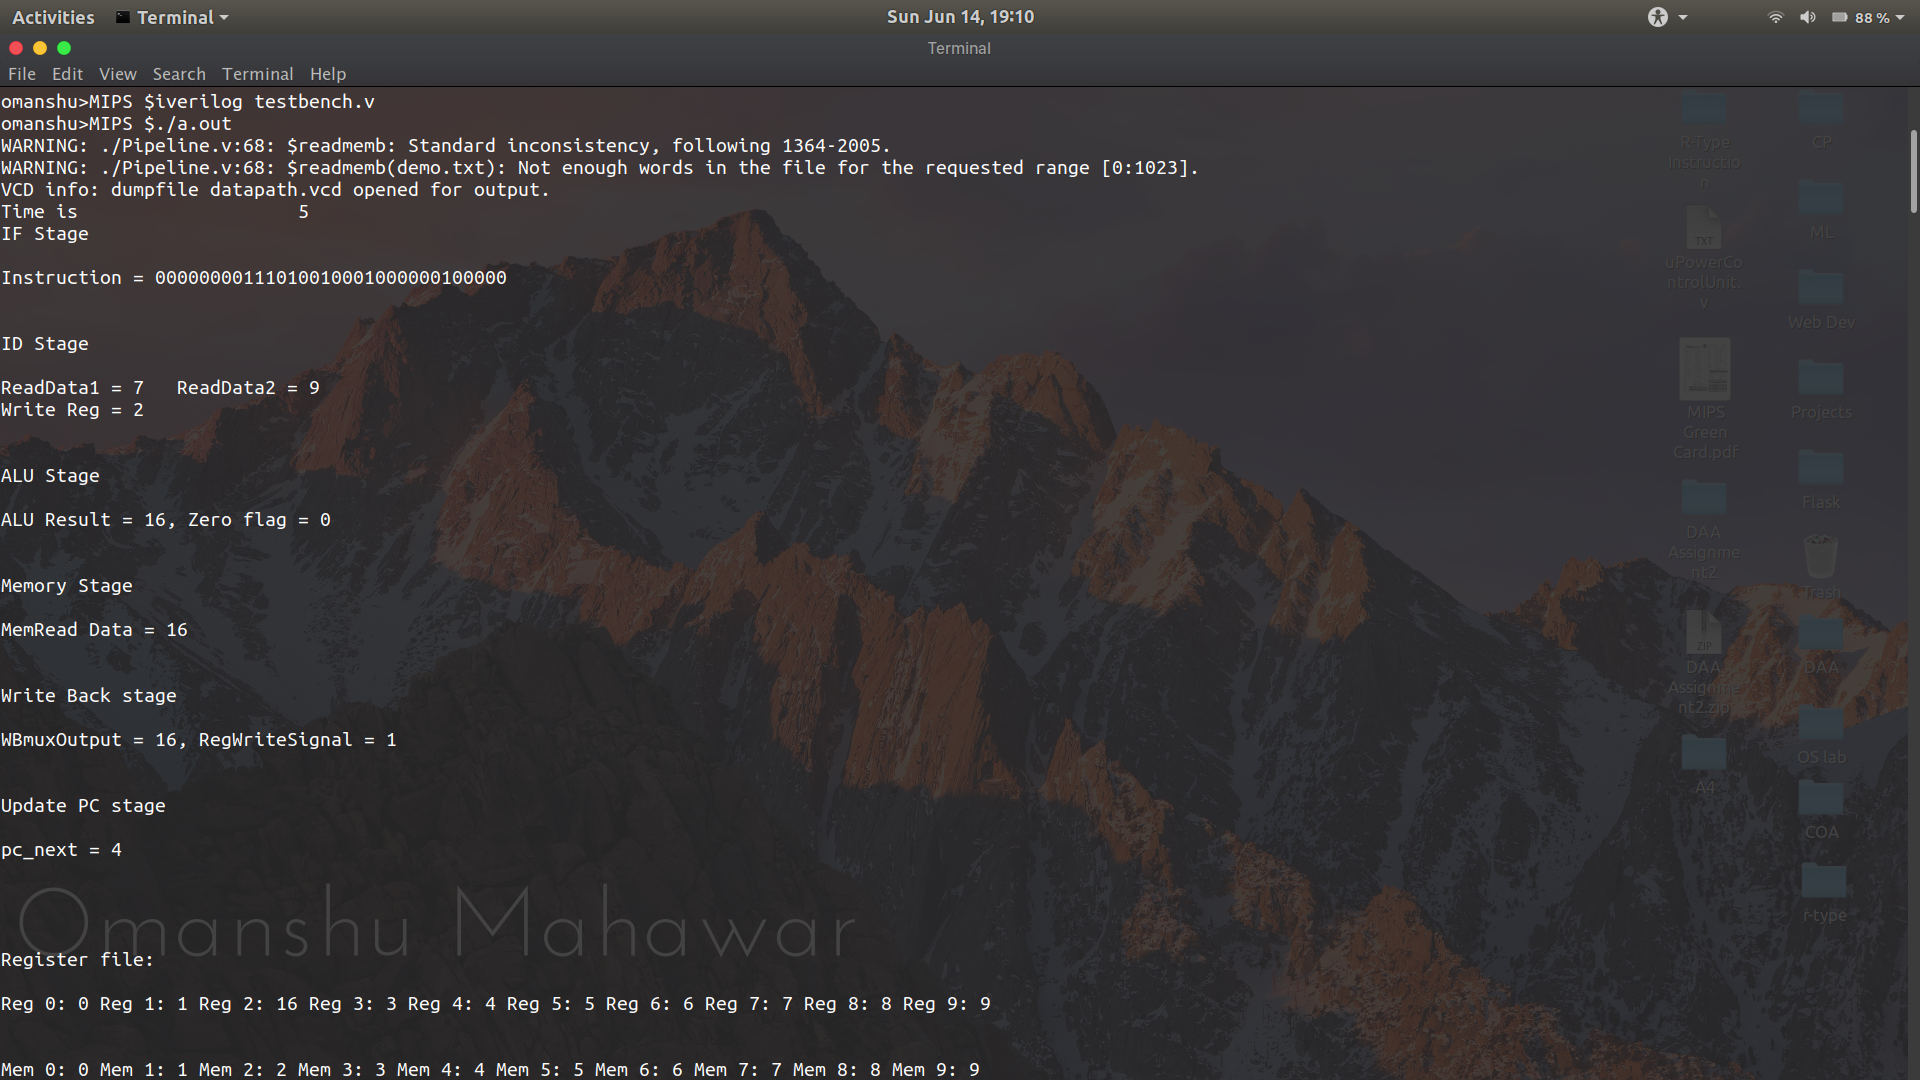 Activities Terminal Sun Jun 14, 19:10 88 %
Terminal
File Edit View Search Terminal Help
omanshu>MIPS $iverilog testbench.v
omanshu>MIPS $./a.out
WARNING: ./Pipeline.v:68: $readmemb: Standard inconsistency, following 1364-2005.
WARNING: ./Pipeline.v:68: $readmemb(demo.txt): Not enough words in the file for the requested range [0:1023].
VCD info: dumpfile datapath.vcd opened for output.
Time is                    5
IF Stage
Instruction = 00000000111010010001000000100000
ID Stage
ReadData1 = 7   ReadData2 = 9
Write Reg = 2
ALU Stage
ALU Result = 16, Zero flag = 0
Memory Stage
MemRead Data = 16
Write Back stage
WBmuxOutput = 16, RegWriteSignal = 1
Update PC stage
pc_next = 4
Omanshu Mahawar
Register file:
Reg 0: 0 Reg 1: 1 Reg 2: 16 Reg 3: 3 Reg 4: 4 Reg 5: 5 Reg 6: 6 Reg 7: 7 Reg 8: 8 Reg 9: 9
Mem 0: 0 Mem 1: 1 Mem 2: 2 Mem 3: 3 Mem 4: 4 Mem 5: 5 Mem 6: 6 Mem 7: 7 Mem 8: 8 Mem 9: 9
R-Type
Instructio
n
TXT
uPowerCo
ntrolUnit.
v
MIPS
Green
Card.pdf
DAA
Assignme
nt2
ZIP
DAA
Assignme
nt2.zip
A4
CP
ML
Web Dev
Projects
Flask
Trash
DAA
OS lab
COA
r-type